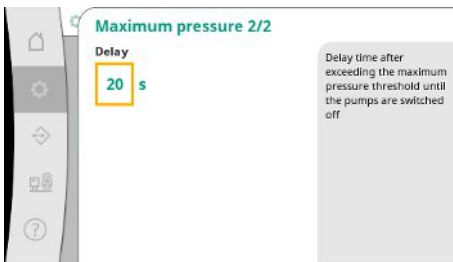 Maximum pressure 2/2
Delay
20 s
Delay time after
exceeding the maximum
pressure threshold until
the pumps are switched
off
?